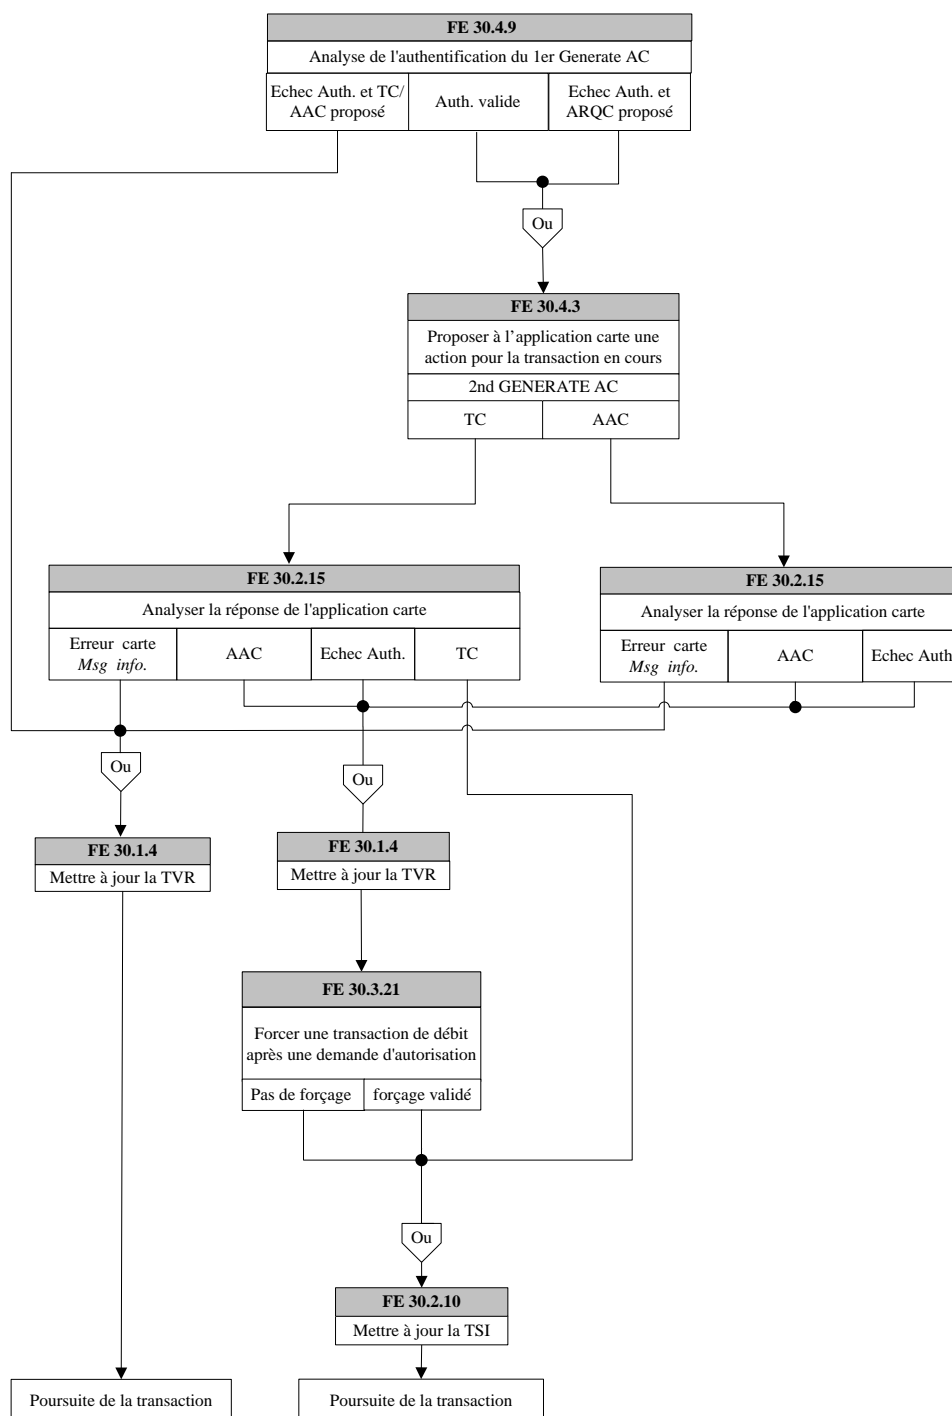 FE 30.4.9
Analyse de l'authentification du 1er Generate AC
Echec Auth. et TC/
AAC proposé
Auth. valide
Echec Auth. et
ARQC proposé
Ou
FE 30.4.3
Proposer à l’application carte une
action pour la transaction en cours
2nd GENERATE AC
TC
AAC
FE 30.2.15
Analyser la réponse de l'application carte
Erreur carte
Msg info.
AAC
Echec Auth.
TC
FE 30.2.15
Analyser la réponse de l'application carte
Erreur carte
Msg info.
AAC
Echec Auth
Ou
Ou
FE 30.1.4
Mettre à jour la TVR
FE 30.1.4
Mettre à jour la TVR
FE 30.3.21
Forcer une transaction de débit
après une demande d'autorisation
Pas de forçage
forçage validé
Ou
FE 30.2.10
Mettre à jour la TSI
Poursuite de la transaction
Poursuite de la transaction